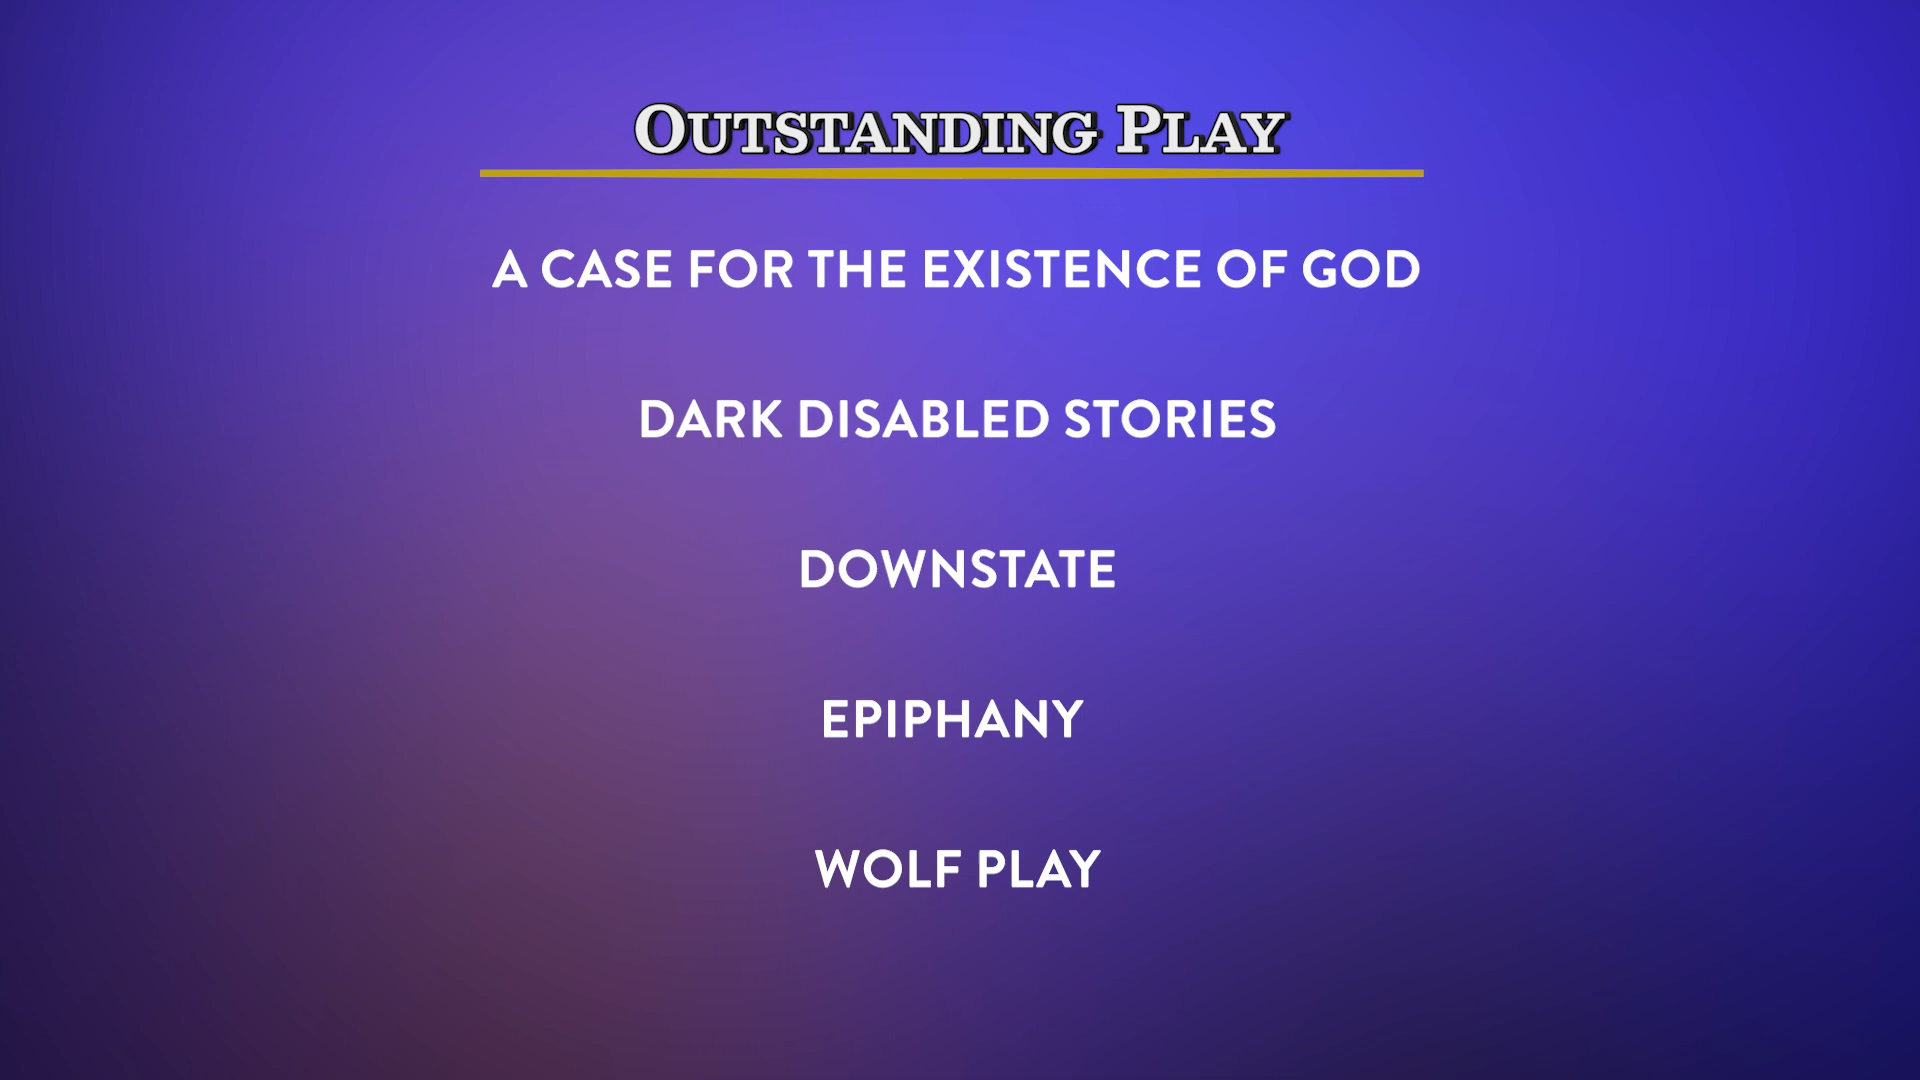 Outstanding Play
A CASE FOR THE EXISTENCE OF GOD
DARK DISABLED STORIES
DOWNSTATE
EPIPHANY
WOLF PLAY